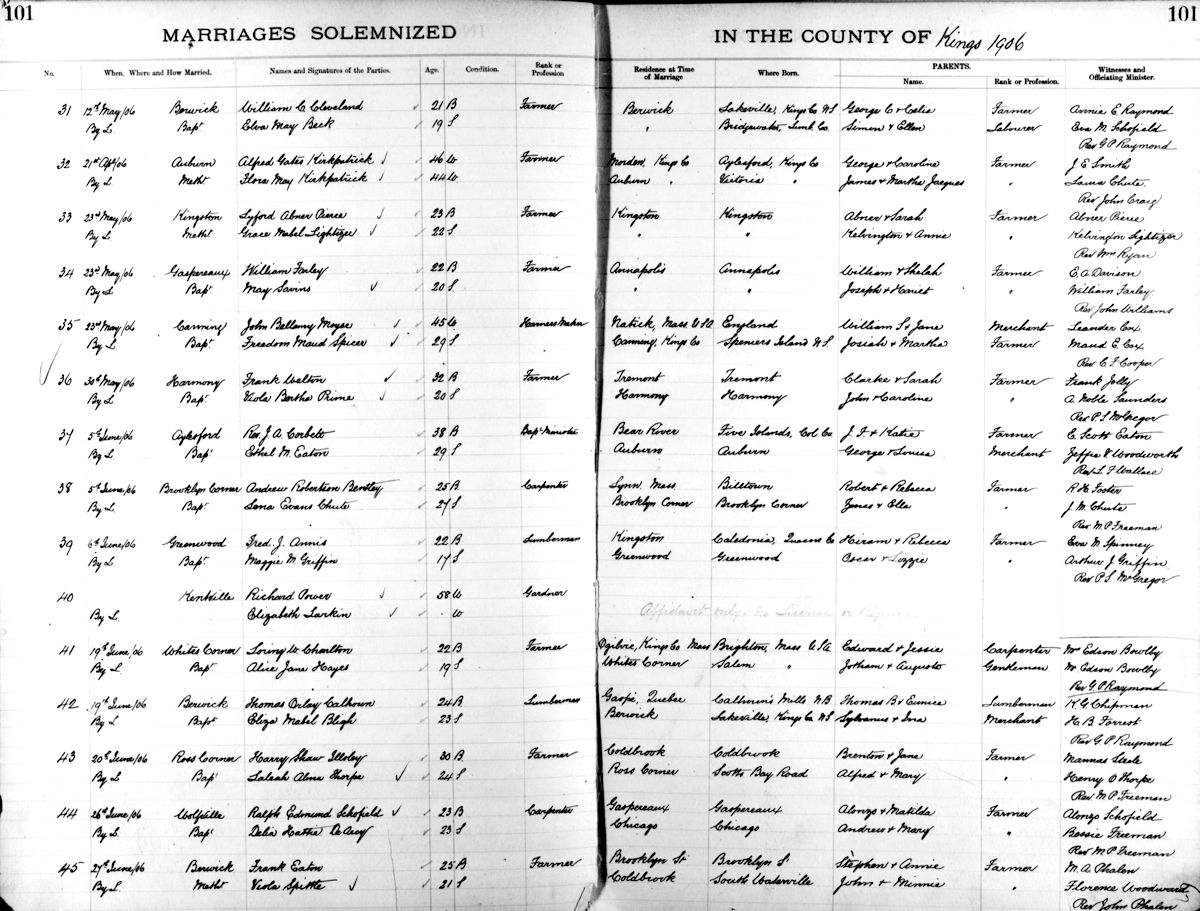 101 101
MARRIAGES SOLEMNIZED IN THE COUNTY OF Kings 1906
No. When, Where and How Married. Names and Signatures of the Parties. Age. Condition. Rank or Profession Residence at Time of Marriage Where Born. PARENTS. Name. Rank or Profession. Witnesses and Officiating Minister.
31 12th May/06 Berwick William C Cleveland 21 B Farmer Berwick Lakeville, Kings Co NS George C & Celia Farmer Annie E Raymond
By L. Bapt Elva May Beck 19 S " Bridgewater, Lunb Co. Simon & Ellen Labourer Eva M. Schofield
Rev G P Raymond
32 21st Apl/06 Auburn Alfred Gates Kirkpatrick 46 W Farmer Morden, Kings Co Aylesford, Kings Co George & Caroline Farmer J E Smith
By L. Metht Flora May Kirkpatrick 44 W Auburn " Victoria " James & Martha Jacques " Laura Chute
Rev John Craig
33 23rd May/06 Kingston Lyford Abner Pierce 23 B Farmer Kingston Kingston Abner & Sarah Farmer Abner Pierce
By L. Metht Grace Mabel Lightizer 22 S " " Kelvington & Annie " Kelvington Lightizer
Rev Wm Ryan
34 23rd May/06 Gaspereaux William Farley 22 B Farmer Annapolis Annapolis William & Shelah Farmer E. A. Davison
By L Bapt May Savins 20 S " " Joseph & Hariet " William Farley
Rev John Williams
35 23rd May/06 Canning John Bellamy Moyse 45 W Harness Maker Natick, Mass U.S.A. England William S & Jane Merchant Leander Cox
By L. Bapt Freedom Maud Spicer 29 S Canning, Kings Co Spencers Island N.S. Josiah & Martha Farmer Maud E. Cox
Rev C. F. Cooper
36 30th May/06 Harmony Frank Welton 32 B Farmer Tremont Tremont Clarke & Sarah Farmer Frank Jolly
By L. Bapt Viola Bertha Prime 20 S Harmony Harmony John & Caroline " A Noble Saunders
Rev P. S. McGregor
37 5th June/06 Aylesford Rev. J. A. Corbett 38 B Bapt Minister Bear River Five Islands, Col Co J. F. & Katie Farmer E. Scott Eaton
By L. Bapt Ethel M. Eaton 29 S Auburn Auburn George & Louisa Merchant Woodworth
Rev L F Wallace
38 5th June/06 Brooklyn Corner Andrew Robertson Bentley 25 B Carpenter Lynn, Mass Billtown Robert & Rebecca Farmer R H Foster
By L. Bapt Lena Evans Chute 27 S Brooklyn Corner Brooklyn Corner & Ella " J. M. Chute
Rev M. P. Freeman
39 6th June/06 Greenwood Fred. J. Annis 22 B Lumberman Kingston Caledonia, Queens Co Hiram & Rebecca Farmer Eva M. Spinney
By L Bapt Maggie M. Griffin 17 S Greenwood Greenwood Oscar & Lizzie " Arthur J Griffin
Rev P. S. McGregor
40 Kentville Richard Power 58 W Gardner
By L. Elizabeth Larkin W Affidavit only - no License or
41 19th June/06 Whites Corner Loring W. Charlton 22 B Farmer Ogilvie, Kings Co Mass Brighton, Mass U.S.A. Edward & Jessie Carpenter Mr Edson Bowlby
By L. Bapt Alice Jane Hayes 19 S Whites Corner Salem " Jotham & Augusta Gentleman Mr Edson Bowlby
Rev G P Raymond
42 19th June/06 Berwick Thomas Orlay Calhoun 24 B Lumberman Gaspe, Quebec Calhoun's Mills N B Thomas B & Eunice Lumberman K G Chipman
By L. Bapt Eliza Mabel Bligh 23 S Berwick Lakeville, Kings Co N S Sylvanus & Ina Merchant H. B Forrest
Rev G. P Raymond
43 20th June/06 Ross Corner Harry Shaw Illsley 30 B Farmer Coldbrook Coldbrook Brenton & Jane Farmer Mannas Steele
By L Bapt Saleah Alma Thorpe 24 S Ross Corner Scotts Bay Road Alfred & Mary " Henry O Thorpe
Rev M. P Freeman
44 26th June/06 Wolfville Ralph Edmund Schofield 23 B Carpenter Gaspereaux Gaspereaux Alonzo & Matilda Farmer Alonzo Schofield
By L. Bapt Delia Hattie 23 S Chicago Chicago Andrew & Mary " Bessie Freeman
Rev M. P Freeman
45 27th June/06 Berwick Frank Eaton 25 B Farmer Brooklyn St Brooklyn St Stephen & Annie Farmer M. A Phalen
By L. Metht Viola Spittle 21 S Coldbrook South Waterville John & Minnie " Florence Woodward
Rev John Phalen